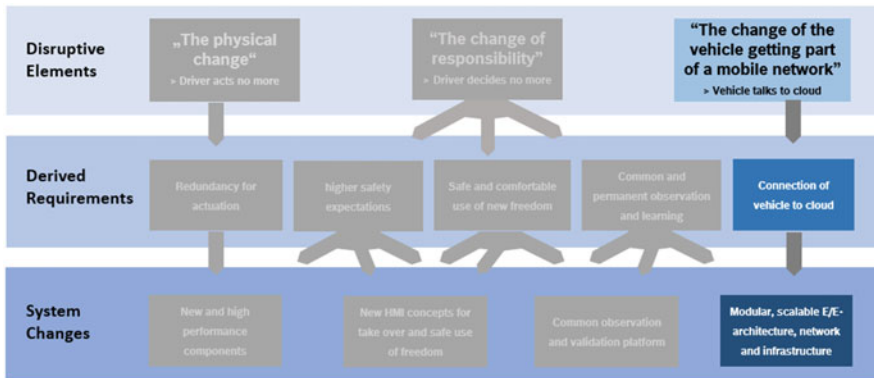 Disruptive
Elements
„The physical
change“
» Driver acts no more
“The change of
responsibility”
» Driver decides no more
“The change of the
vehicle getting part
of a mobile network”
» Vehicle talks to cloud
Derived
Requirements
Redundancy for
actuation
higher safety
expectations
Safe and comfortable
use of new freedom
Common and
permanent observation
and learning
Connection of
vehicle to cloud
System
Changes
New and high
performance
components
New HMI concepts for
take over and safe use
of freedom
Common observation
and validation platform
Modular, scalable E/E-
architecture, network
and infrastructure